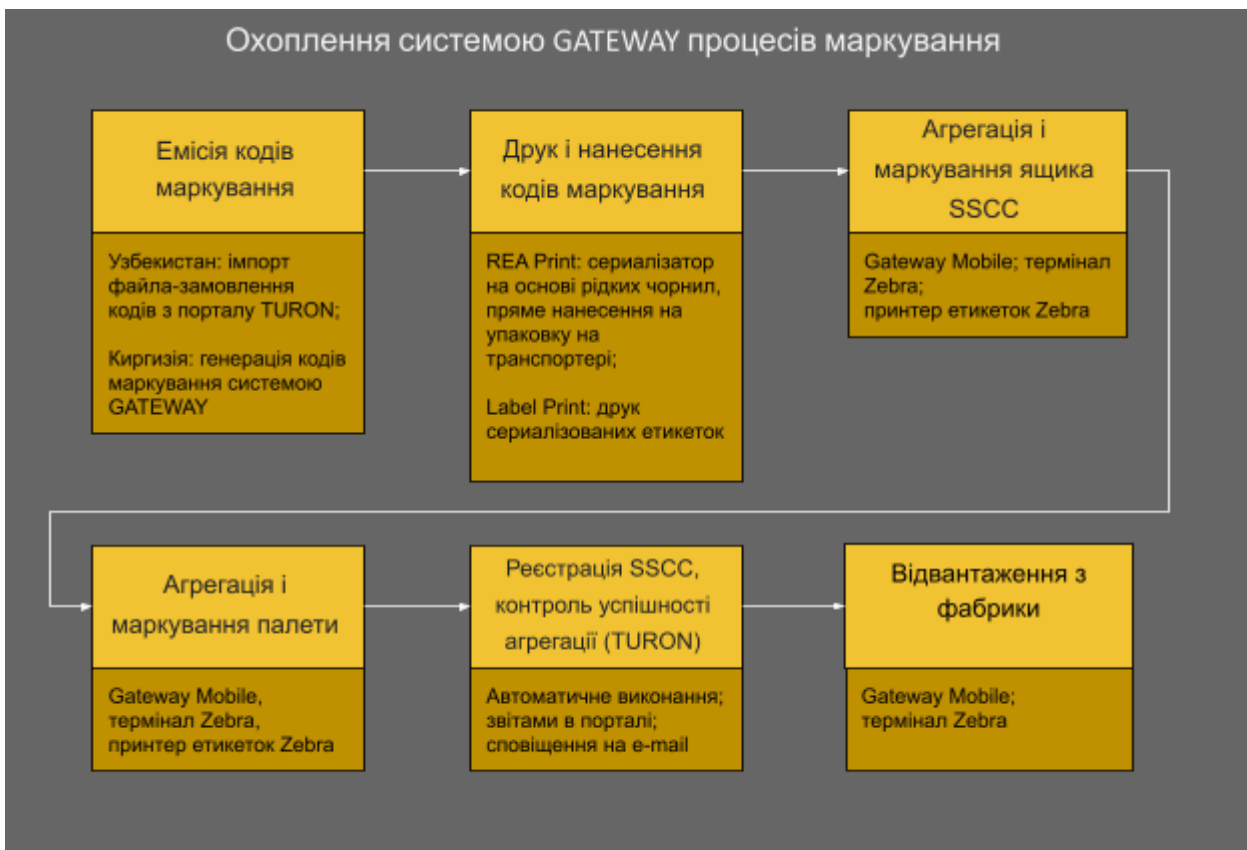 Охоплення системою GATEWAY процесів маркування
Емісія кодів
маркування
Узбекистан: імпорт
файла-замовлення
кодів з порталу TURON;
Киргизія: генерація кодів
маркування системою
GATEWAY
Друк і нанесення
кодів маркування
REA Print: сериалізатор
на основі рідких чорнил,
пряме нанесення на
упаковку на
транспортері;
Label Print: друк
сериалізованих етикеток
Агрегація і
маркування ящика
SSCC
Gateway Mobile; термінал
Zebra;
принтер етикеток Zebra
Агрегація і
маркування палети
Gateway Mobile,
термінал Zebra,
принтер етикеток Zebra
Реєстрація SSCC,
контроль успішності
агрегації (TURON)
Автоматичне виконання;
звітами в порталі;
сповіщення на e-mail
Відвантаження з
фабрики
Gateway Mobile;
термінал Zebra